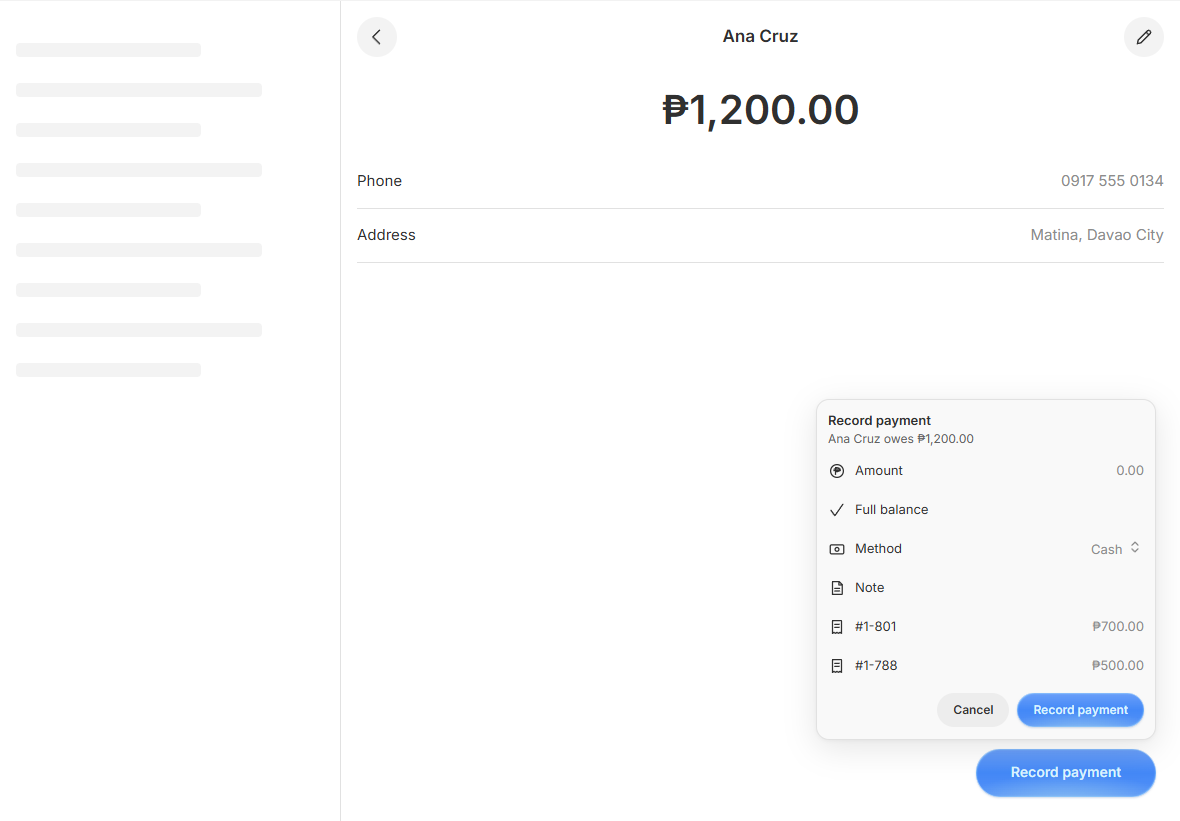 Ana Cruz
₱1,200.00
Phone 0917 555 0134
Address Matina, Davao City
Record payment
Ana Cruz owes ₱1,200.00
Amount 0.00
Full balance
Method Cash
Note
#1-801 ₱700.00
#1-788 ₱500.00
Cancel Record payment
Record payment